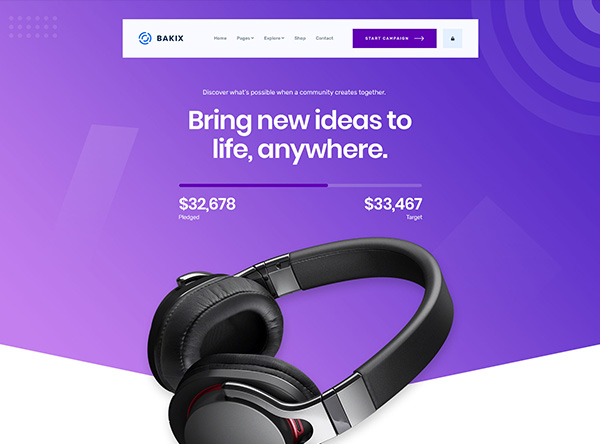 BAKIX
Home Pages Explore Shop Contact
START CAMPAIGN
Discover what's possible when a community creates together.
Bring new ideas to
life, anywhere.
$32,678 $33,467
Pledged Target